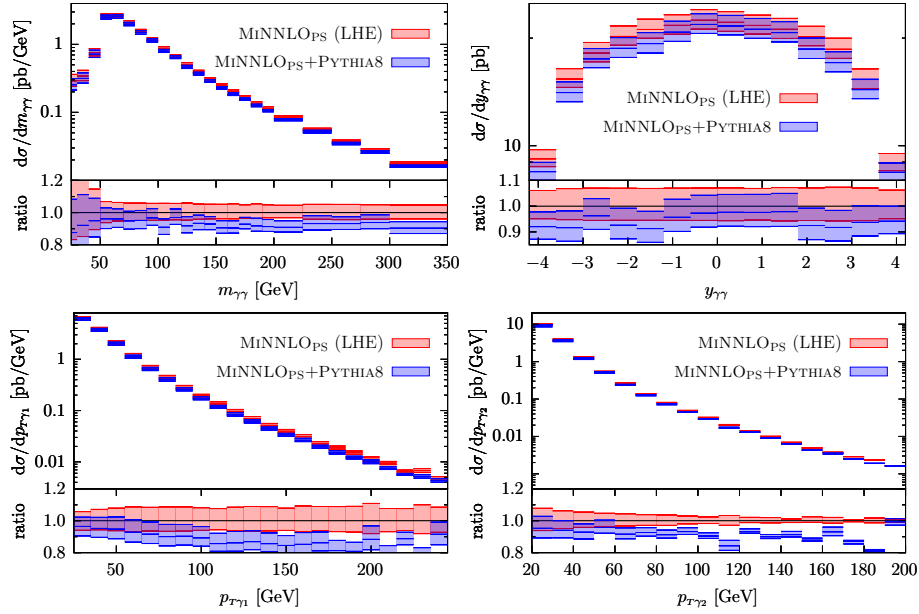 dσ/dmγγ [pb/GeV]
1
0.1
MiNNLOPS (LHE)
MiNNLOPS+Pythia8
ratio
1.2
1.0
0.8
50 100 150 200 250 300 350
mγγ [GeV]
dσ/dyγγ [pb]
10
MiNNLOPS (LHE)
MiNNLOPS+Pythia8
ratio
1.1
1.0
0.9
−4 −3 −2 −1 0 1 2 3 4
yγγ
dσ/dpTγ1 [pb/GeV]
1
0.1
0.01
MiNNLOPS (LHE)
MiNNLOPS+Pythia8
ratio
1.2
1.0
0.8
50 100 150 200
pTγ1 [GeV]
dσ/dpTγ2 [pb/GeV]
10
1
0.1
0.01
MiNNLOPS (LHE)
MiNNLOPS+Pythia8
ratio
1.2
1.0
0.8
20 40 60 80 100 120 140 160 180 200
pTγ2 [GeV]